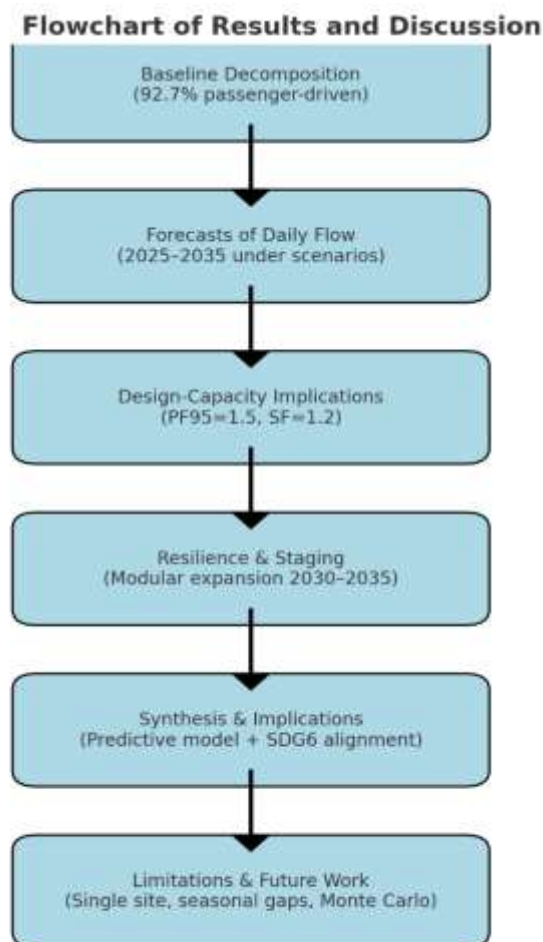 Flowchart of Results and Discussion
Baseline Decomposition
(92.7% passenger-driven)
Forecasts of Daily Flow
(2025–2035 under scenarios)
Design-Capacity Implications
(PF95=1.5, SF=1.2)
Resilience & Staging
(Modular expansion 2030–2035)
Synthesis & Implications
(Predictive model + SDG6 alignment)
Limitations & Future Work
(Single site, seasonal gaps, Monte Carlo)